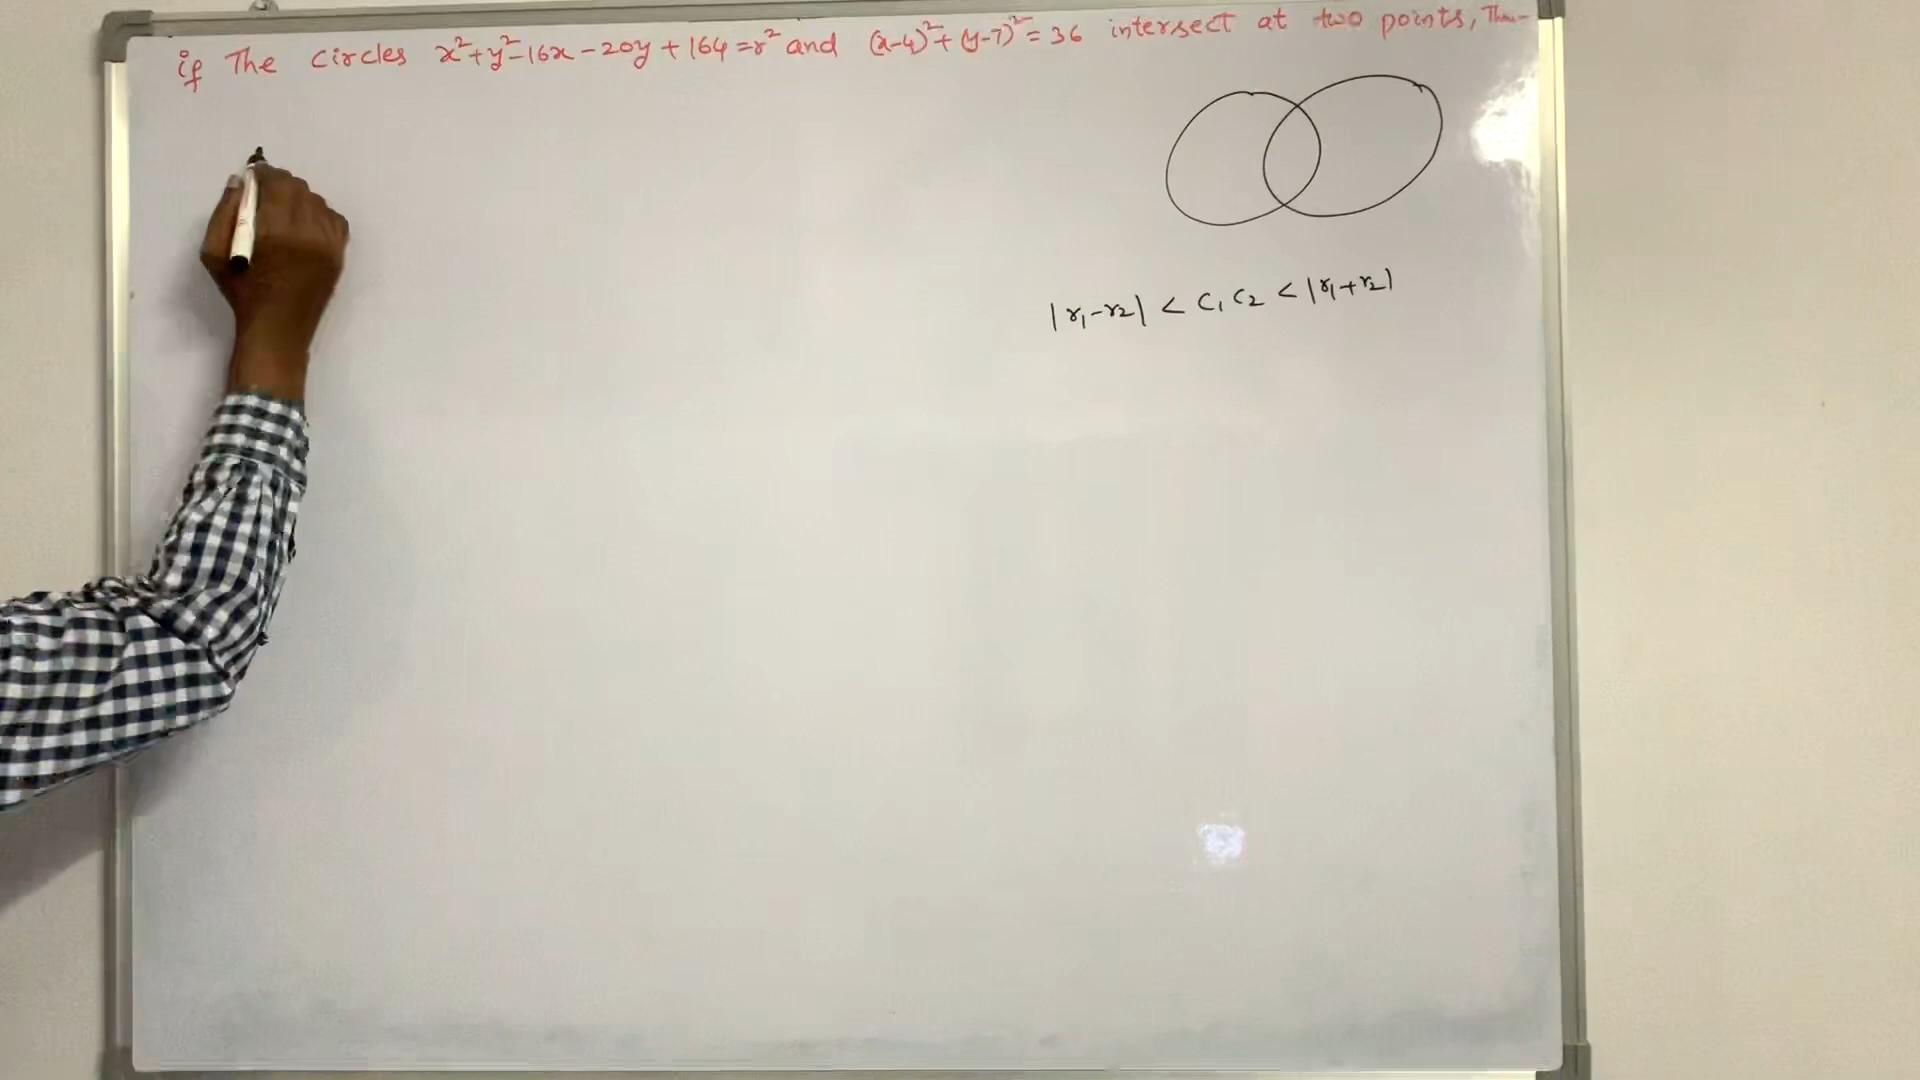 if The circles x²+y²-16x-20y+164=r² and (x-4)²+(y-7)²=36 intersect at two points, Then
|r₁-r₂| < C₁C₂ < |r₁+r₂|